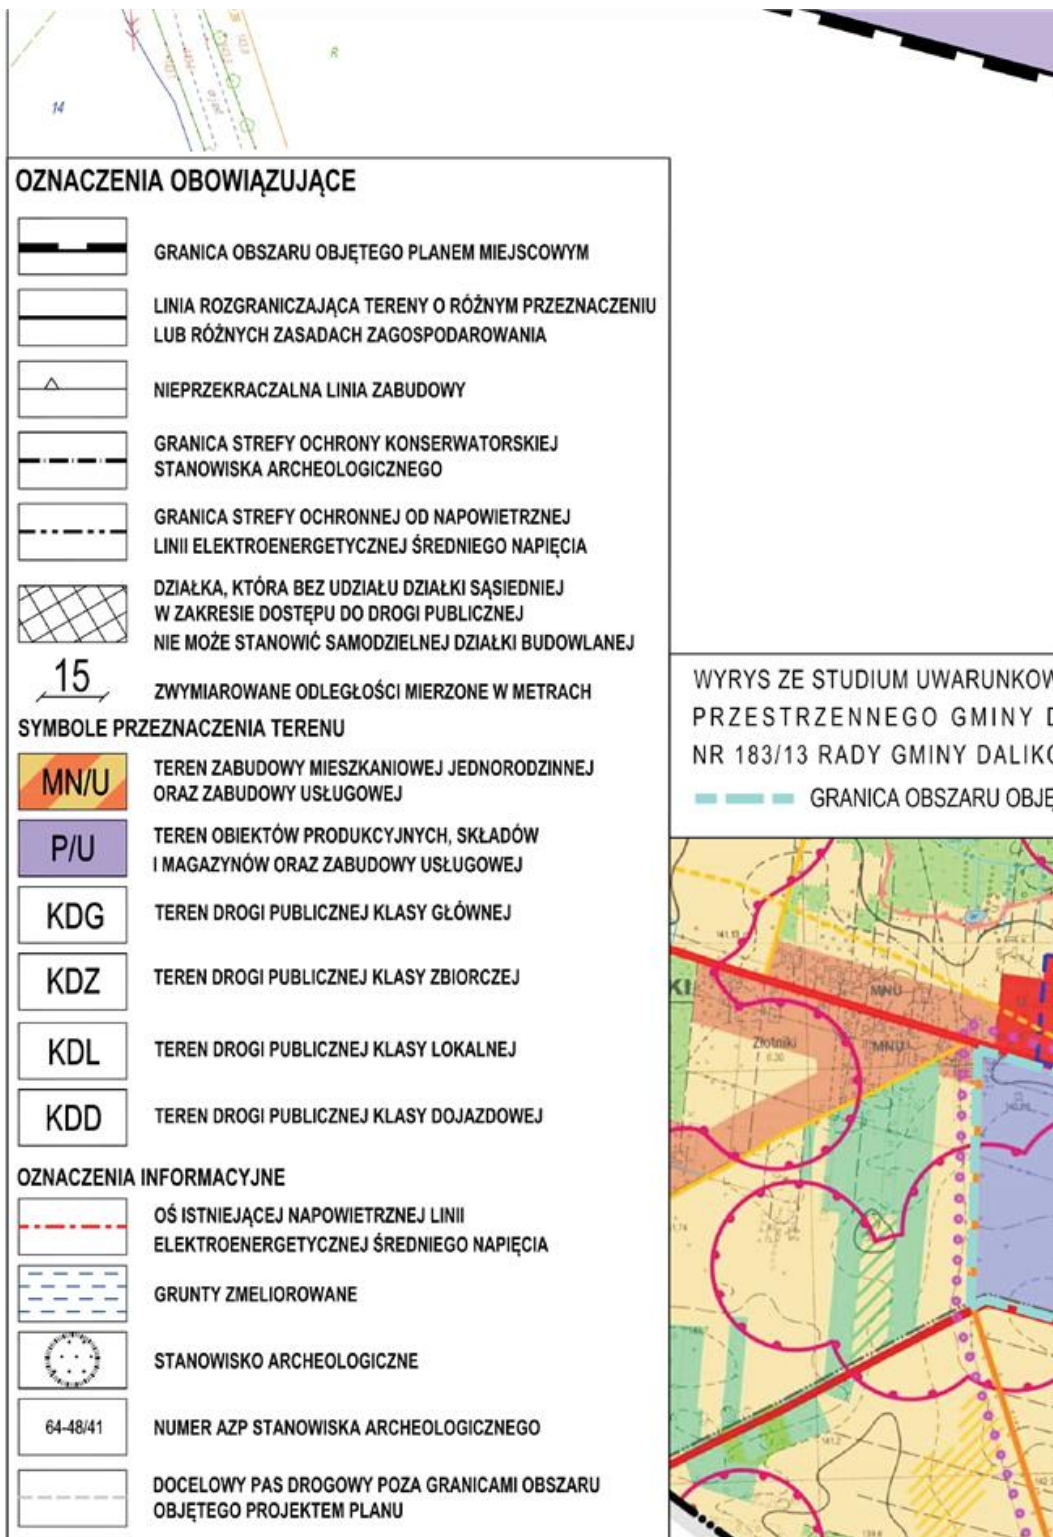 14
R
OZNACZENIA OBOWIĄZUJĄCE
GRANICA OBSZARU OBJĘTEGO PLANEM MIEJSCOWYM
LINIA ROZGRANICZAJĄCA TERENY O RÓŻNYM PRZEZNACZENIU
LUB RÓŻNYCH ZASADACH ZAGOSPODAROWANIA
NIEPRZEKRACZALNA LINIA ZABUDOWY
GRANICA STREFY OCHRONY KONSERWATORSKIEJ
STANOWISKA ARCHEOLOGICZNEGO
GRANICA STREFY OCHRONNEJ OD NAPOWIETRZNEJ
LINII ELEKTROENERGETYCZNEJ ŚREDNIEGO NAPIĘCIA
DZIAŁKA, KTÓRA BEZ UDZIAŁU DZIAŁKI SĄSIEDNIEJ
W ZAKRESIE DOSTĘPU DO DROGI PUBLICZNEJ
NIE MOŻE STANOWIĆ SAMODZIELNEJ DZIAŁKI BUDOWLANEJ
15 ZWYMIAROWANE ODLEGŁOŚCI MIERZONE W METRACH
SYMBOLE PRZEZNACZENIA TERENU
MN/U TEREN ZABUDOWY MIESZKANIOWEJ JEDNORODZINNEJ
ORAZ ZABUDOWY USŁUGOWEJ
P/U TEREN OBIEKTÓW PRODUKCYJNYCH, SKŁADÓW
I MAGAZYNÓW ORAZ ZABUDOWY USŁUGOWEJ
KDG TEREN DROGI PUBLICZNEJ KLASY GŁÓWNEJ
KDZ TEREN DROGI PUBLICZNEJ KLASY ZBIORCZEJ
KDL TEREN DROGI PUBLICZNEJ KLASY LOKALNEJ
KDD TEREN DROGI PUBLICZNEJ KLASY DOJAZDOWEJ
OZNACZENIA INFORMACYJNE
OŚ ISTNIEJĄCEJ NAPOWIETRZNEJ LINII
ELEKTROENERGETYCZNEJ ŚREDNIEGO NAPIĘCIA
GRUNTY ZMELIOROWANE
STANOWISKO ARCHEOLOGICZNE
64-48/41 NUMER AZP STANOWISKA ARCHEOLOGICZNEGO
DOCELOWY PAS DROGOWY POZA GRANICAMI OBSZARU
OBJĘTEGO PROJEKTEM PLANU
WYRYS ZE STUDIUM UWARUNKOW
PRZESTRZENNEGO GMINY D
NR 183/13 RADY GMINY DALIKO
GRANICA OBSZARU OBJĘ
KI
MNU
Złotniki
MNU